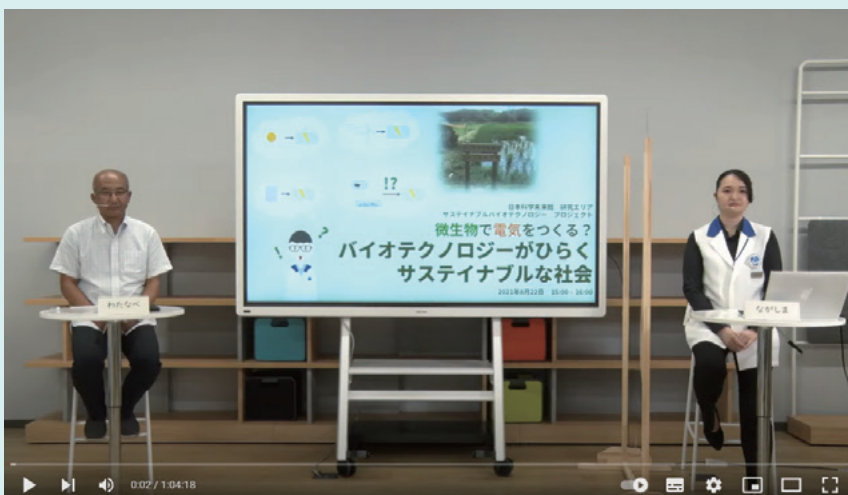 !?
?
!
日本科学未来館 研究エリア
サステイナブルバイオテクノロジー プロジェクト
微生物で電気をつくる?
バイオテクノロジーがひらく
サステイナブルな社会
2021年8月22日 15:00 - 16:00
わたなべ
ながしま
0:02 / 1:04:18